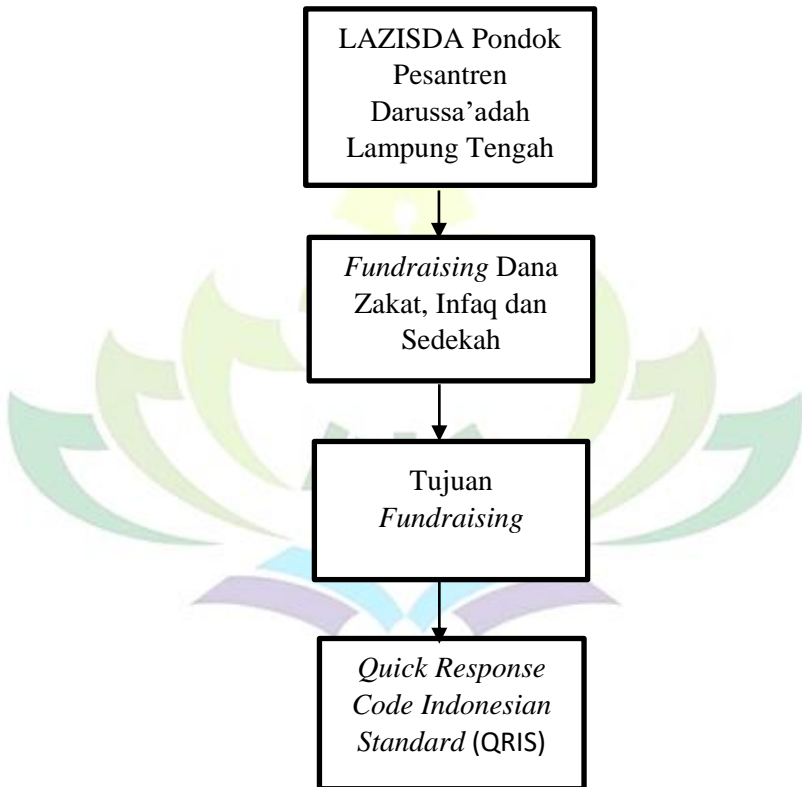 LAZISDA Pondok
Pesantren
Darussa’adah
Lampung Tengah
Fundraising Dana
Zakat, Infaq dan
Sedekah
Tujuan
Fundraising
Quick Response
Code Indonesian
Standard (QRIS)